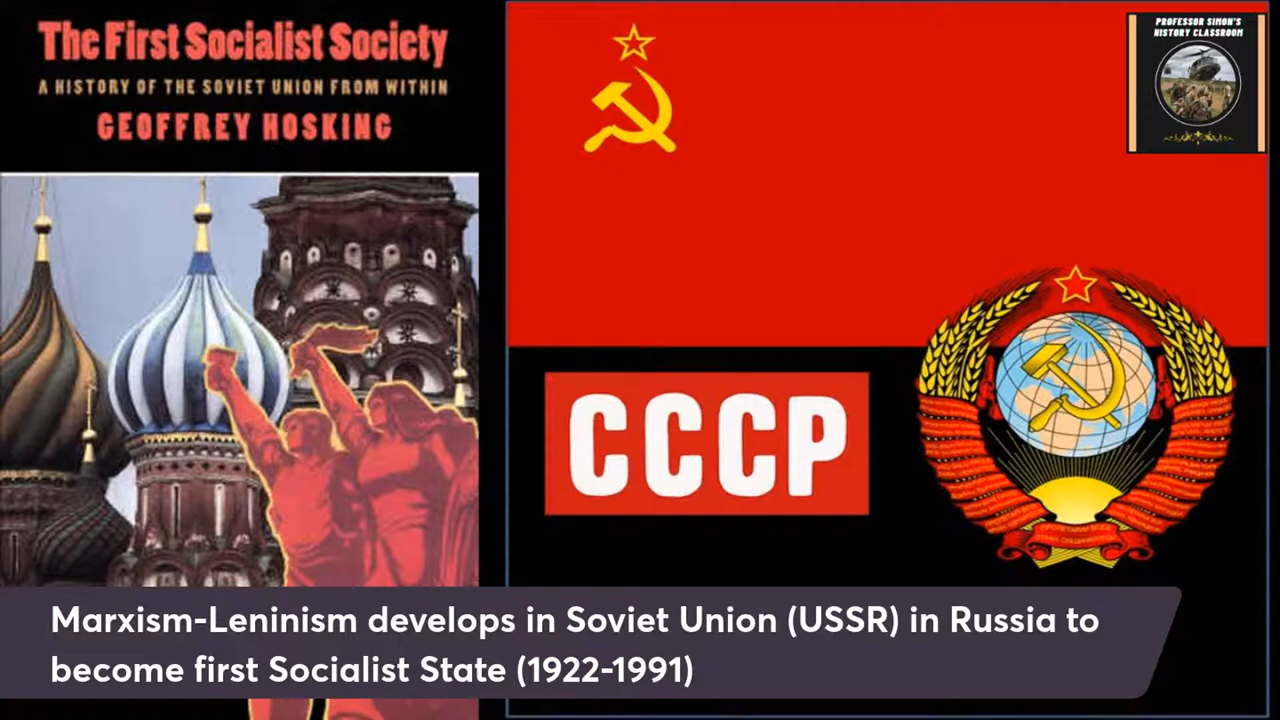 The First Socialist Society
A HISTORY OF THE SOVIET UNION FROM WITHIN
GEOFFREY HOSKING
PROFESSOR SIMON'S
HISTORY CLASSROOM
СССР
Marxism-Leninism develops in Soviet Union (USSR) in Russia to
become first Socialist State (1922-1991)